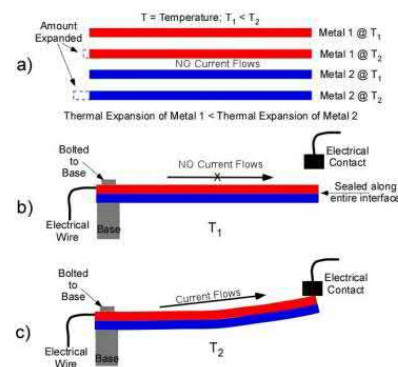 T = Temperature; T1 < T2
Amount
Expanded
Metal 1 @ T1
Metal 1 @ T2
NO Current Flows
Metal 2 @ T1
Metal 2 @ T2
a)
Thermal Expansion of Metal 1 < Thermal Expansion of Metal 2
Bolted
to
Base
NO Current Flows
X
Electrical
Contact
Sealed along
entire interface
b)
Electrical
Wire
Base
T1
Bolted to
Base
Current Flows
Electrical
Contact
c)
Electrical
Wire
Base
T2